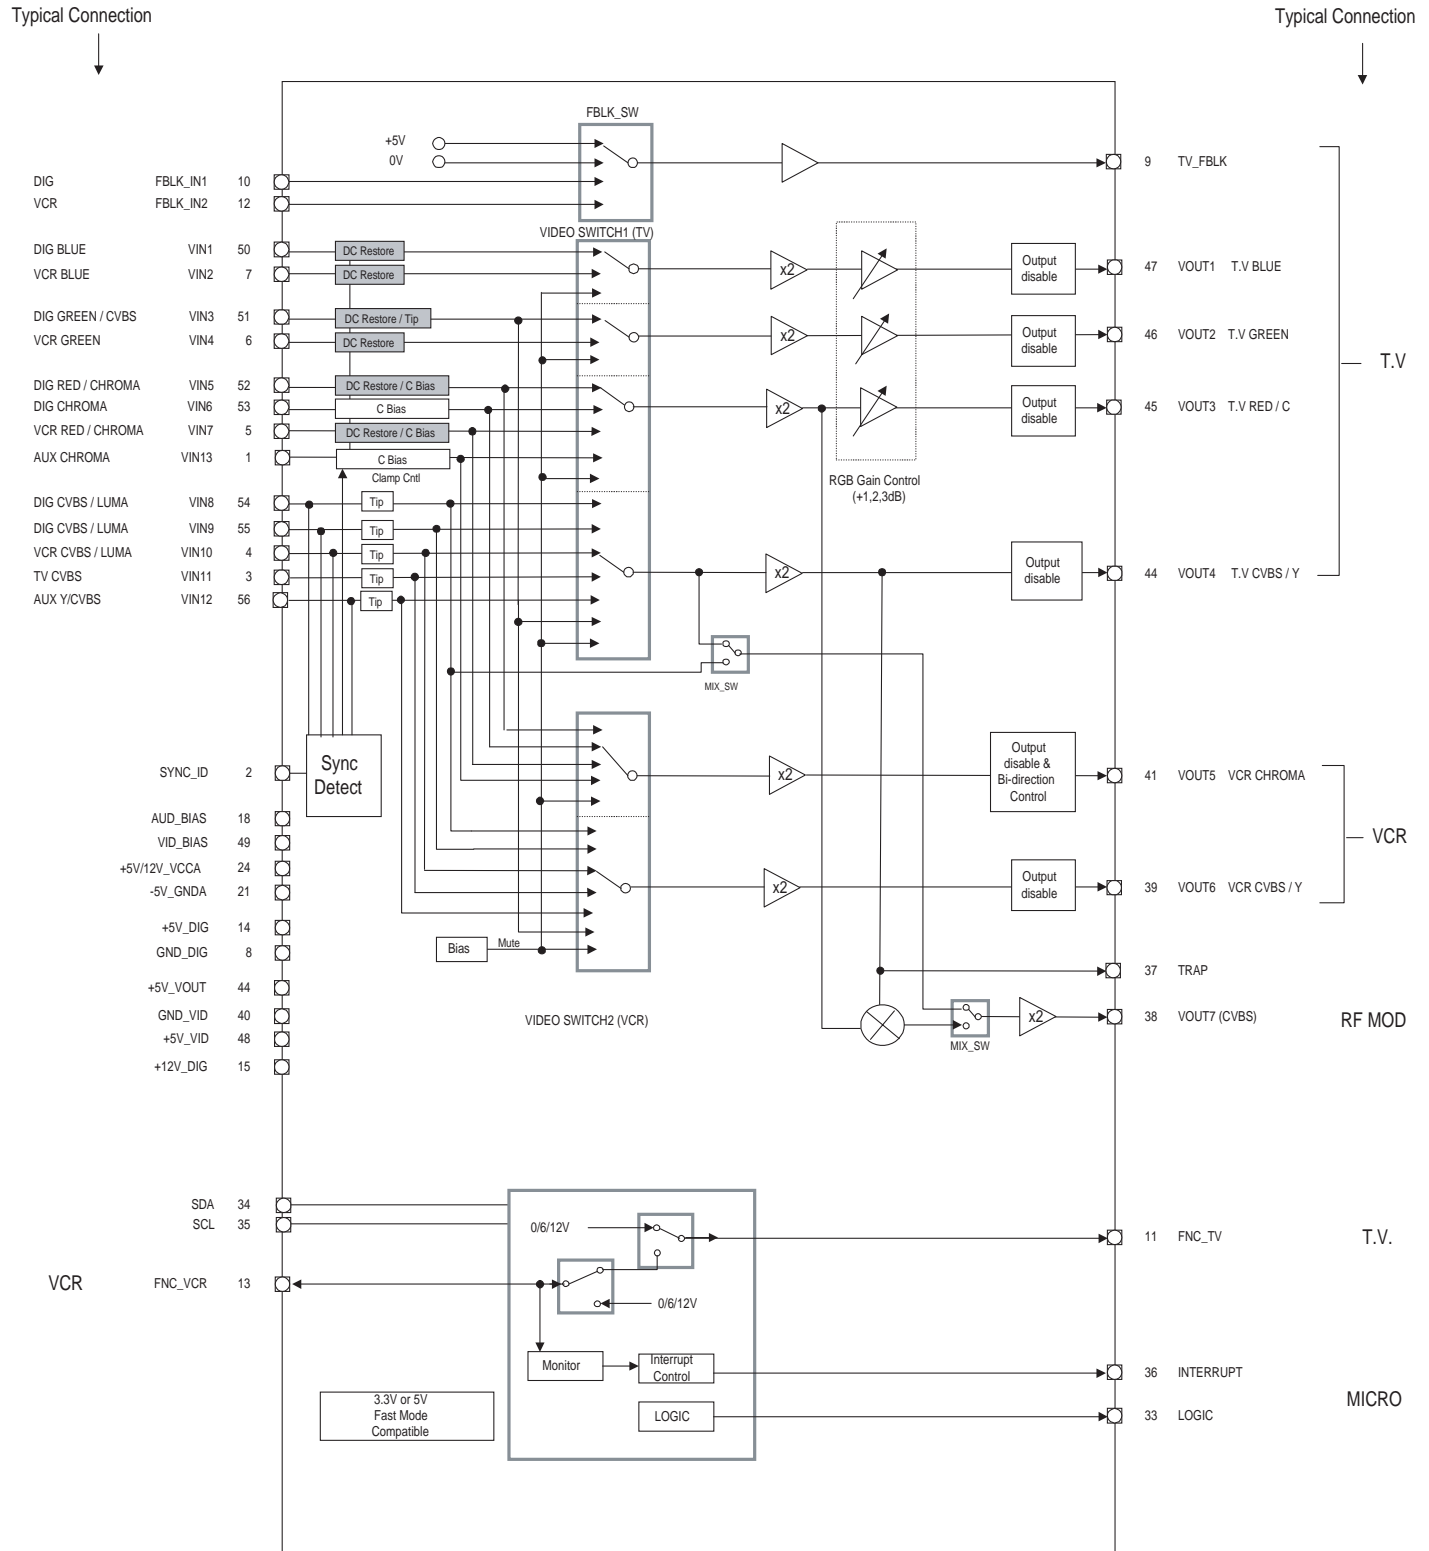 Typical Connection
Typical Connection
FBLK_SW
+5V
0V
9 TV_FBLK
DIG FBLK_IN1 10
VCR FBLK_IN2 12
VIDEO SWITCH1 (TV)
DIG BLUE VIN1 50 DC Restore
VCR BLUE VIN2 7 DC Restore
x2
Output
disable
47 VOUT1 T.V BLUE
DIG GREEN / CVBS VIN3 51 DC Restore / Tip
VCR GREEN VIN4 6 DC Restore
x2
Output
disable
46 VOUT2 T.V GREEN
T.V
DIG RED / CHROMA VIN5 52 DC Restore / C Bias
DIG CHROMA VIN6 53 C Bias
VCR RED / CHROMA VIN7 5 DC Restore / C Bias
AUX CHROMA VIN13 1 C Bias
Clamp Cntl
x2
Output
disable
45 VOUT3 T.V RED / C
RGB Gain Control
(+1,2,3dB)
DIG CVBS / LUMA VIN8 54 Tip
DIG CVBS / LUMA VIN9 55 Tip
VCR CVBS / LUMA VIN10 4 Tip
TV CVBS VIN11 3 Tip
AUX Y/CVBS VIN12 56 Tip
x2
Output
disable
44 VOUT4 T.V CVBS / Y
MIX_SW
Sync
Detect
SYNC_ID 2
x2
Output
disable &
Bi-direction
Control
41 VOUT5 VCR CHROMA
VCR
AUD_BIAS 18
VID_BIAS 49
+5V/12V_VCCA 24
-5V_GNDA 21
x2
Output
disable
39 VOUT6 VCR CVBS / Y
+5V_DIG 14
GND_DIG 8
Bias
Mute
37 TRAP
+5V_VOUT 44
GND_VID 40
+5V_VID 48
+12V_DIG 15
VIDEO SWITCH2 (VCR)
MIX_SW
x2
38 VOUT7 (CVBS)
RF MOD
SDA 34
SCL 35
0/6/12V
11 FNC_TV
T.V.
VCR
FNC_VCR 13
0/6/12V
Monitor
Interrupt
Control
36 INTERRUPT
MICRO
3.3V or 5V
Fast Mode
Compatible
LOGIC
33 LOGIC